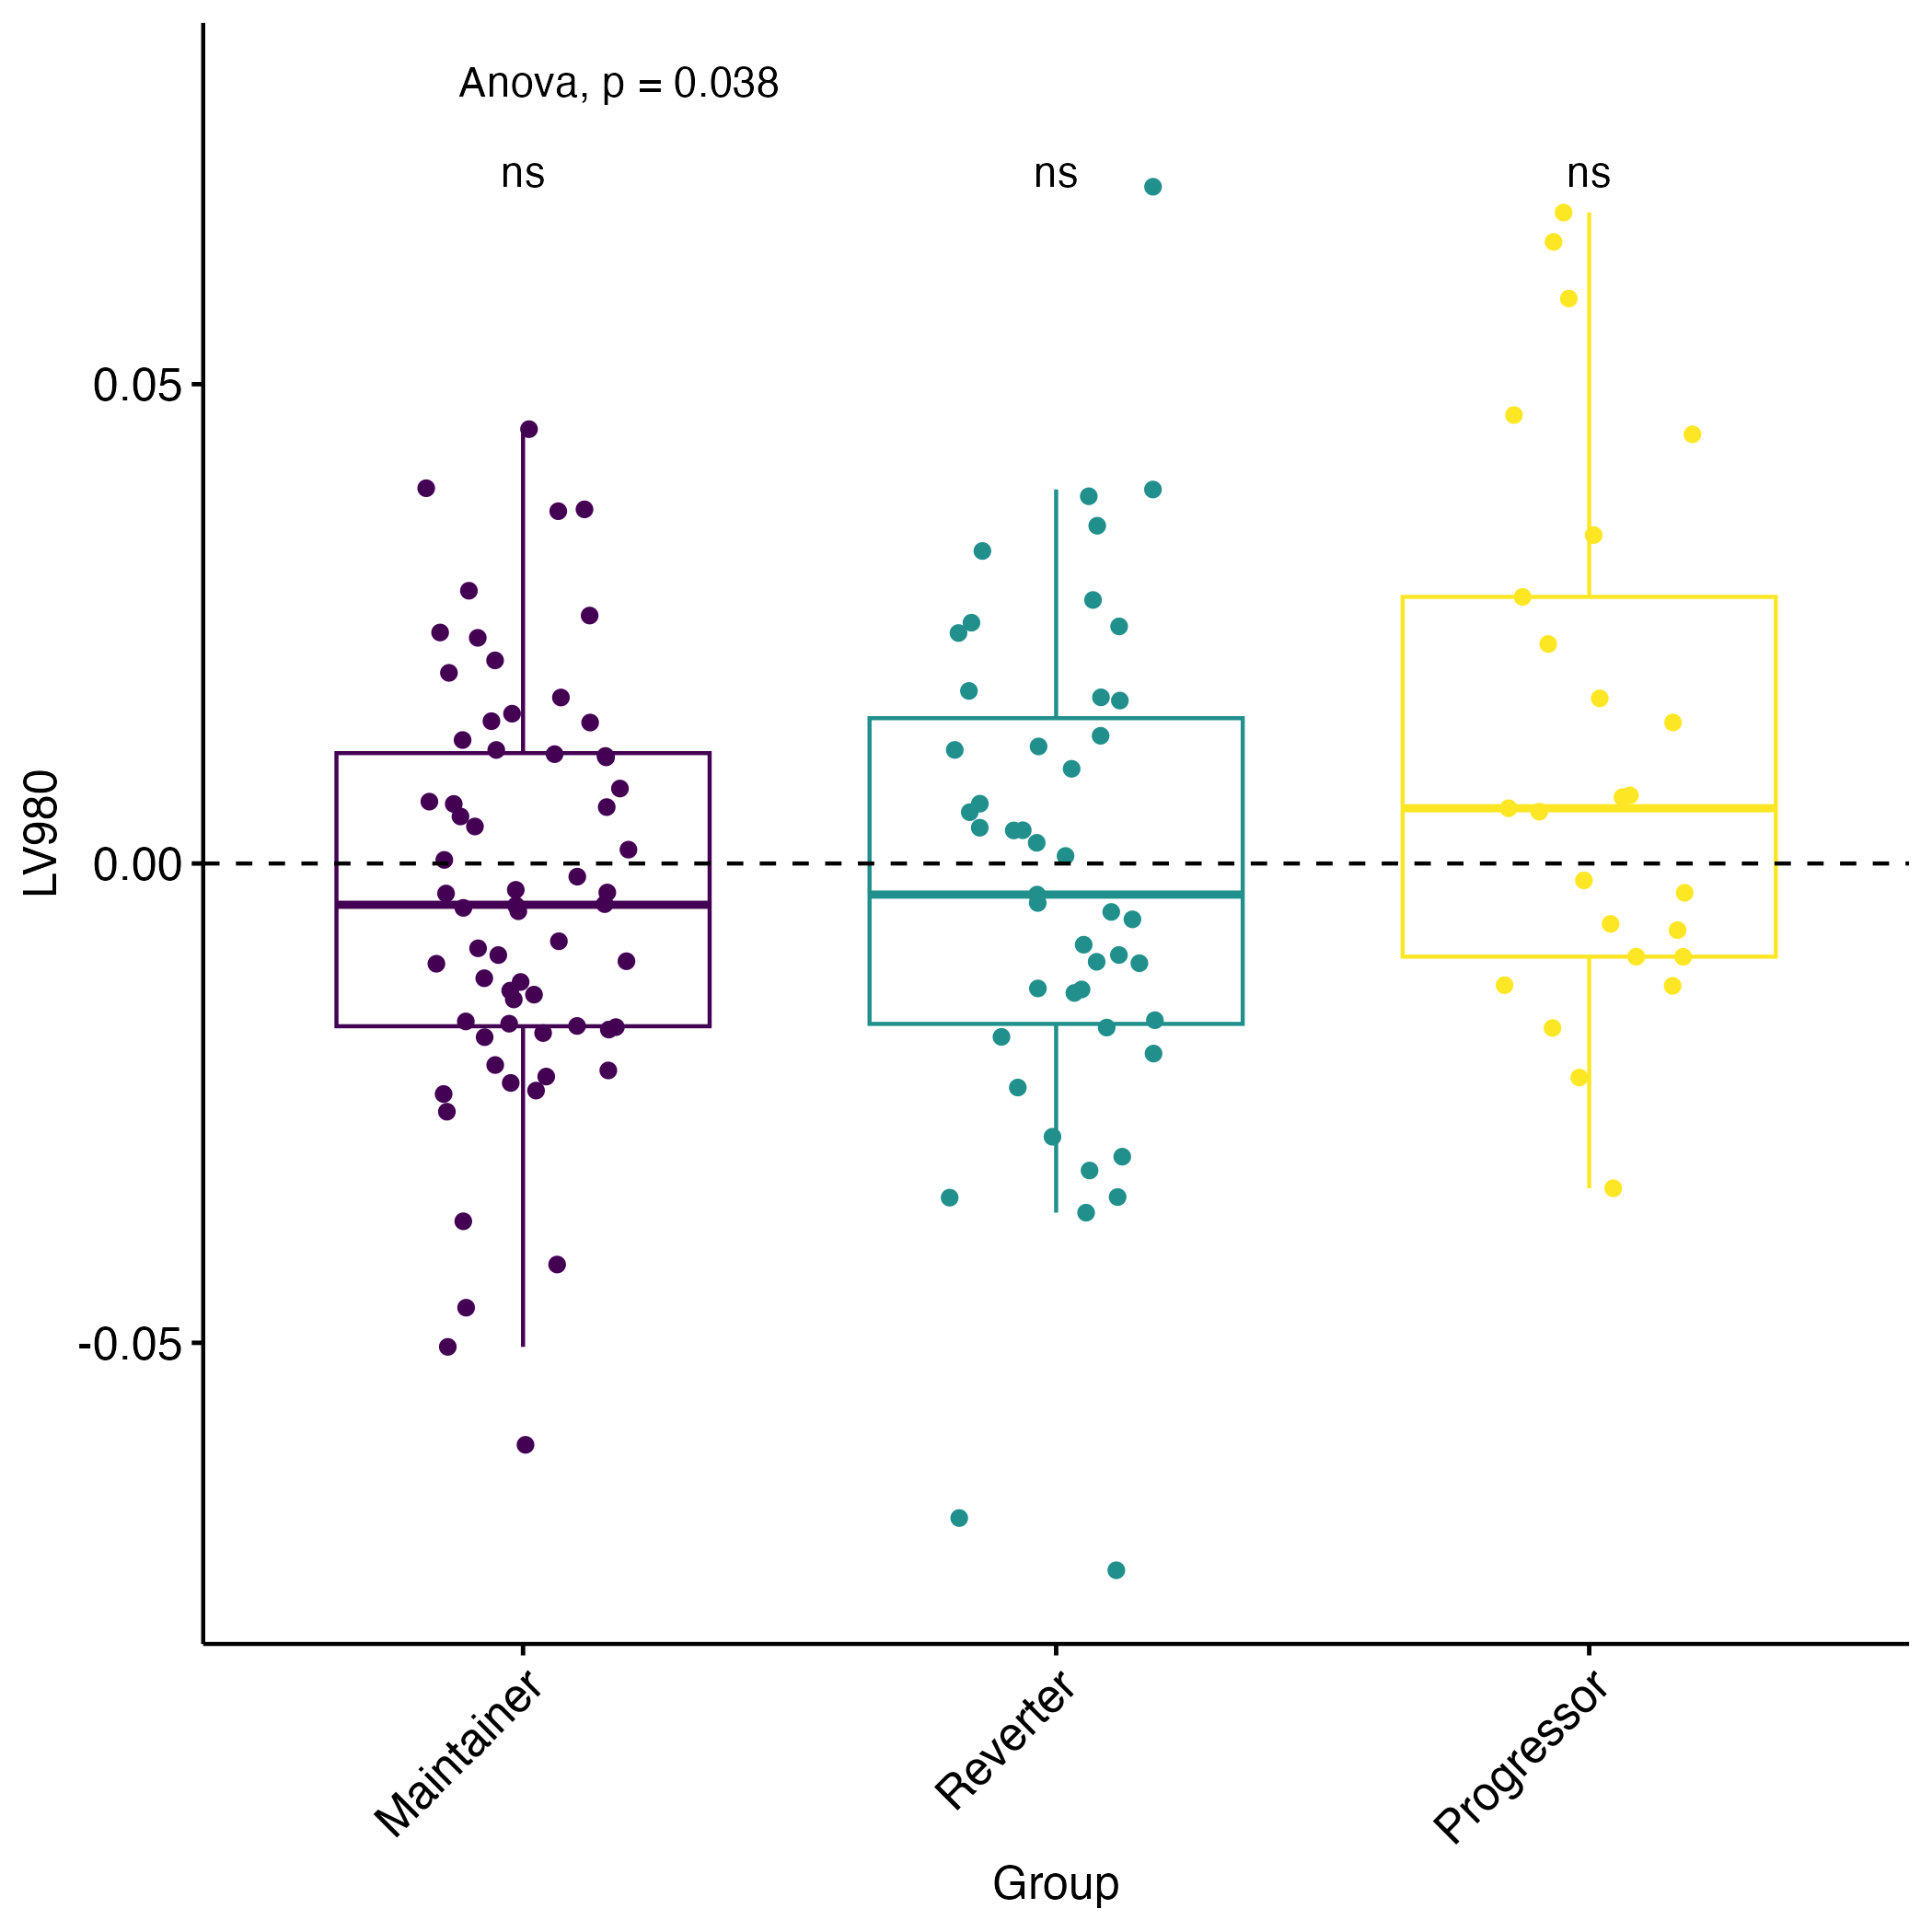 Anova, p = 0.038
ns ns ns
0.05
0.00
-0.05
LV980
Maintainer Reverter Progressor
Group